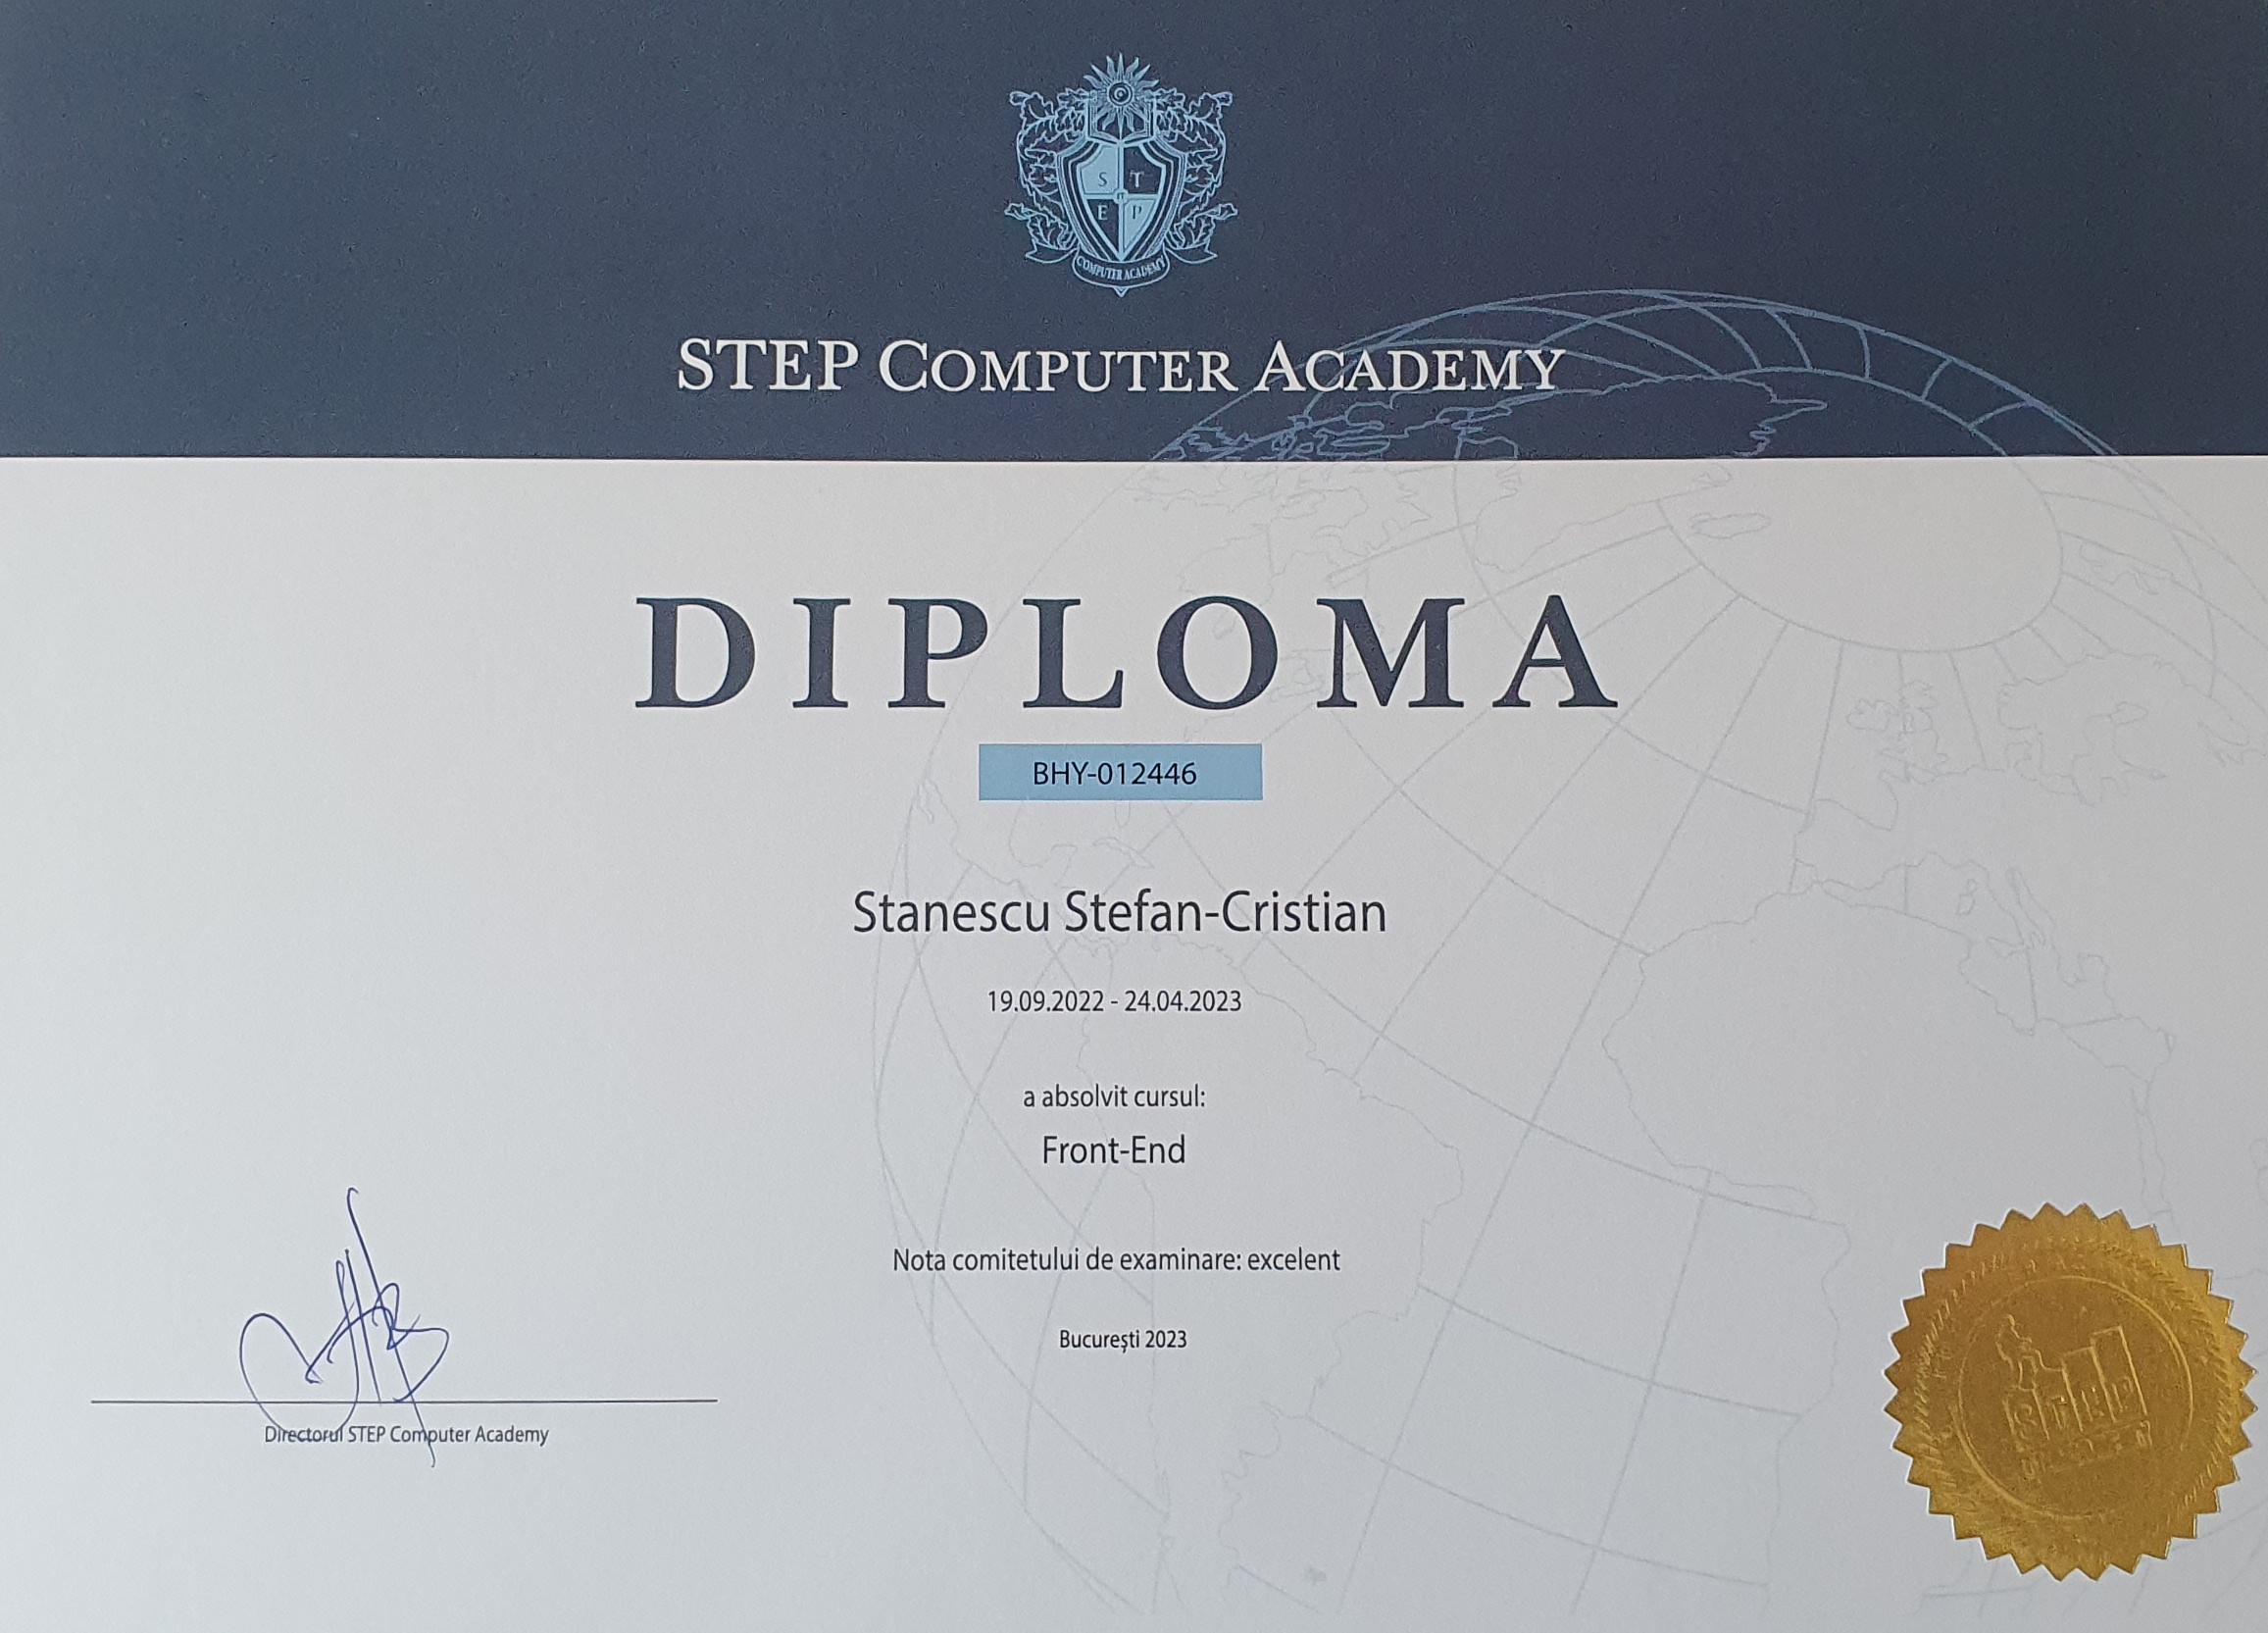 S T
E P
COMPUTER ACADEMY
STEP COMPUTER ACADEMY
DIPLOMA
BHY-012446
Stanescu Stefan-Cristian
19.09.2022 - 24.04.2023
a absolvit cursul:
Front-End
Nota comitetului de examinare: excelent
București 2023
Directorul STEP Computer Academy
STEP